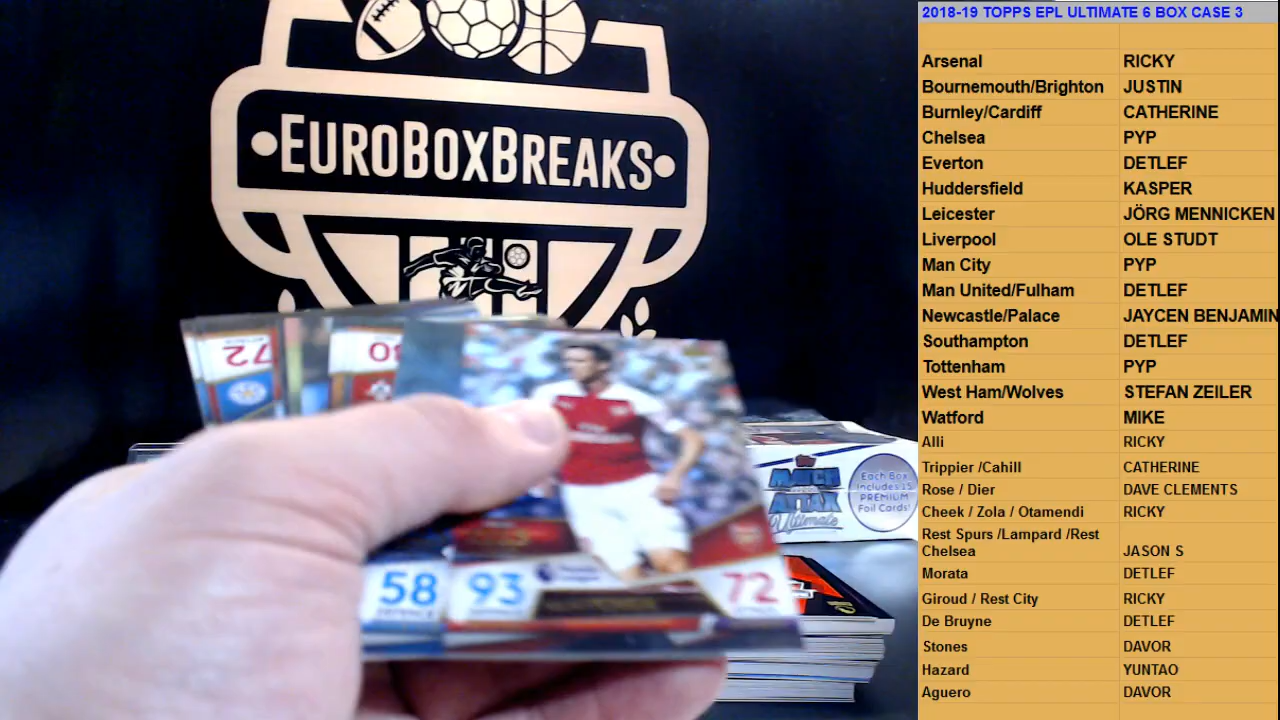 EUROBOXBREAKS
72
80
58
93
72
MATCH
ATTAX
Ultimate
Each Box
Includes 15
PREMIUM
Foil Cards!
2018-19 TOPPS EPL ULTIMATE 6 BOX CASE 3
Arsenal RICKY
Bournemouth/Brighton JUSTIN
Burnley/Cardiff CATHERINE
Chelsea PYP
Everton DETLEF
Huddersfield KASPER
Leicester JÖRG MENNICKEN
Liverpool OLE STUDT
Man City PYP
Man United/Fulham DETLEF
Newcastle/Palace JAYCEN BENJAMIN
Southampton DETLEF
Tottenham PYP
West Ham/Wolves STEFAN ZEILER
Watford MIKE
Alli RICKY
Trippier /Cahill CATHERINE
Rose / Dier DAVE CLEMENTS
Cheek / Zola / Otamendi RICKY
Rest Spurs /Lampard /Rest
Chelsea JASON S
Morata DETLEF
Giroud / Rest City RICKY
De Bruyne DETLEF
Stones DAVOR
Hazard YUNTAO
Aguero DAVOR